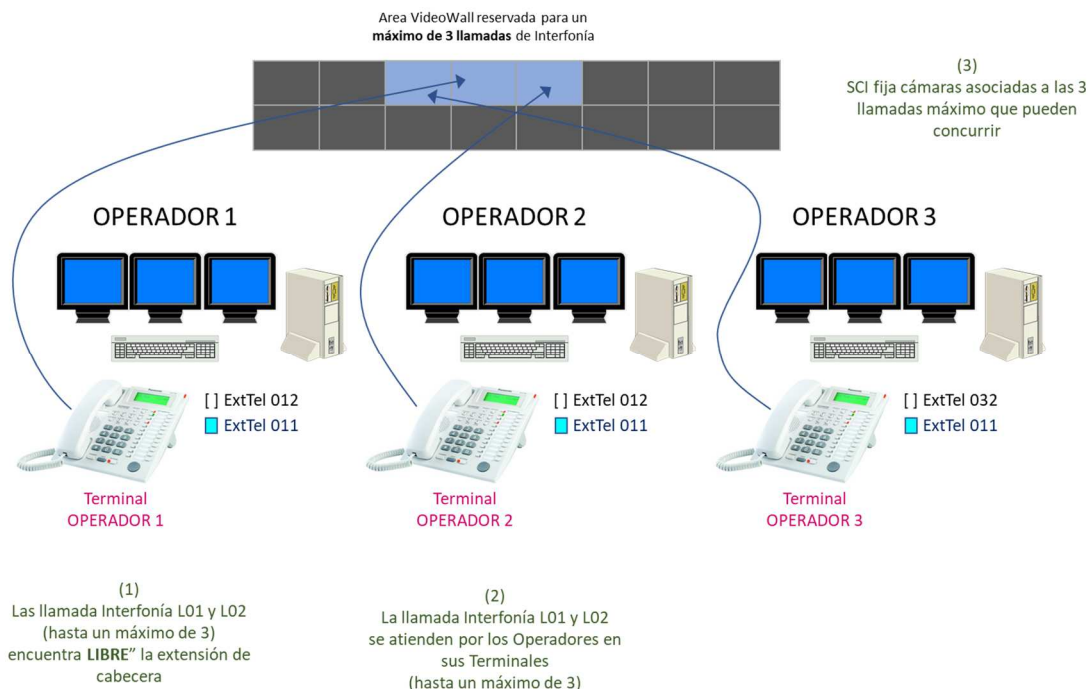 Area VideoWall reservada para un
máximo de 3 llamadas de Interfonía
(3)
SCI fija cámaras asociadas a las 3
llamadas máximo que pueden
concurrir
OPERADOR 1
OPERADOR 2
OPERADOR 3
[ ] ExtTel 012
ExtTel 011
[ ] ExtTel 012
ExtTel 011
[ ] ExtTel 032
ExtTel 011
Terminal
OPERADOR 1
Terminal
OPERADOR 2
Terminal
OPERADOR 3
(1)
Las llamada Interfonía L01 y L02
(hasta un máximo de 3)
encuentra LIBRE” la extensión de
cabecera
(2)
La llamada Interfonía L01 y L02
se atienden por los Operadores en
sus Terminales
(hasta un máximo de 3)